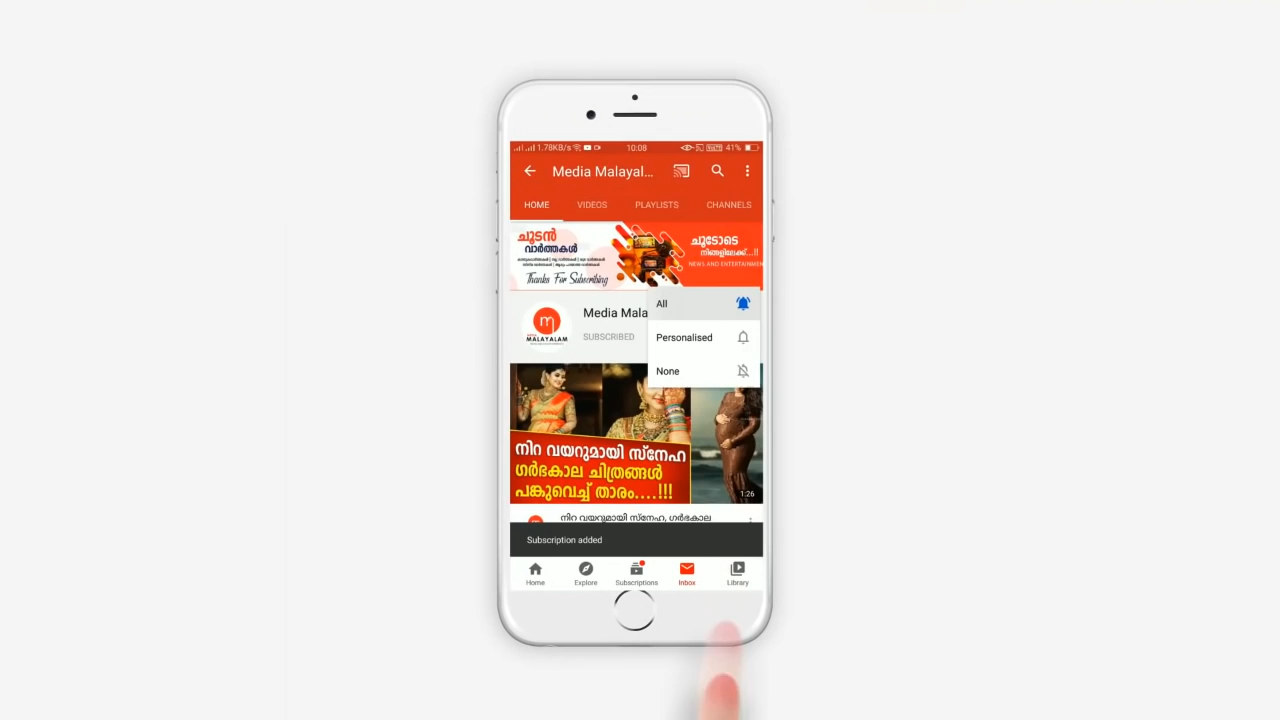 1.78KB/s
10:08
41%
Media Malayal...
HOME
VIDEOS
PLAYLISTS
CHANNELS
ചൂടൻ
വാർത്തകൾ
Thanks For Subscribing
ചൂടോടെ
നിങ്ങളിലേക്ക്...!!
NEWS AND ENTERTAINMEN
m
MALAYALAM
Media Mala
SUBSCRIBED
All
Personalised
None
നിറ വയറുമായി സ്നേഹ
ഗർഭകാല ചിത്രങ്ങൾ
പങ്കുവെച്ച് താരം....!!!
1:26
നിറ വയറുമായി സ്നേഹ, ഗർഭകാല
Subscription added
Home
Explore
Subscriptions
Inbox
Library